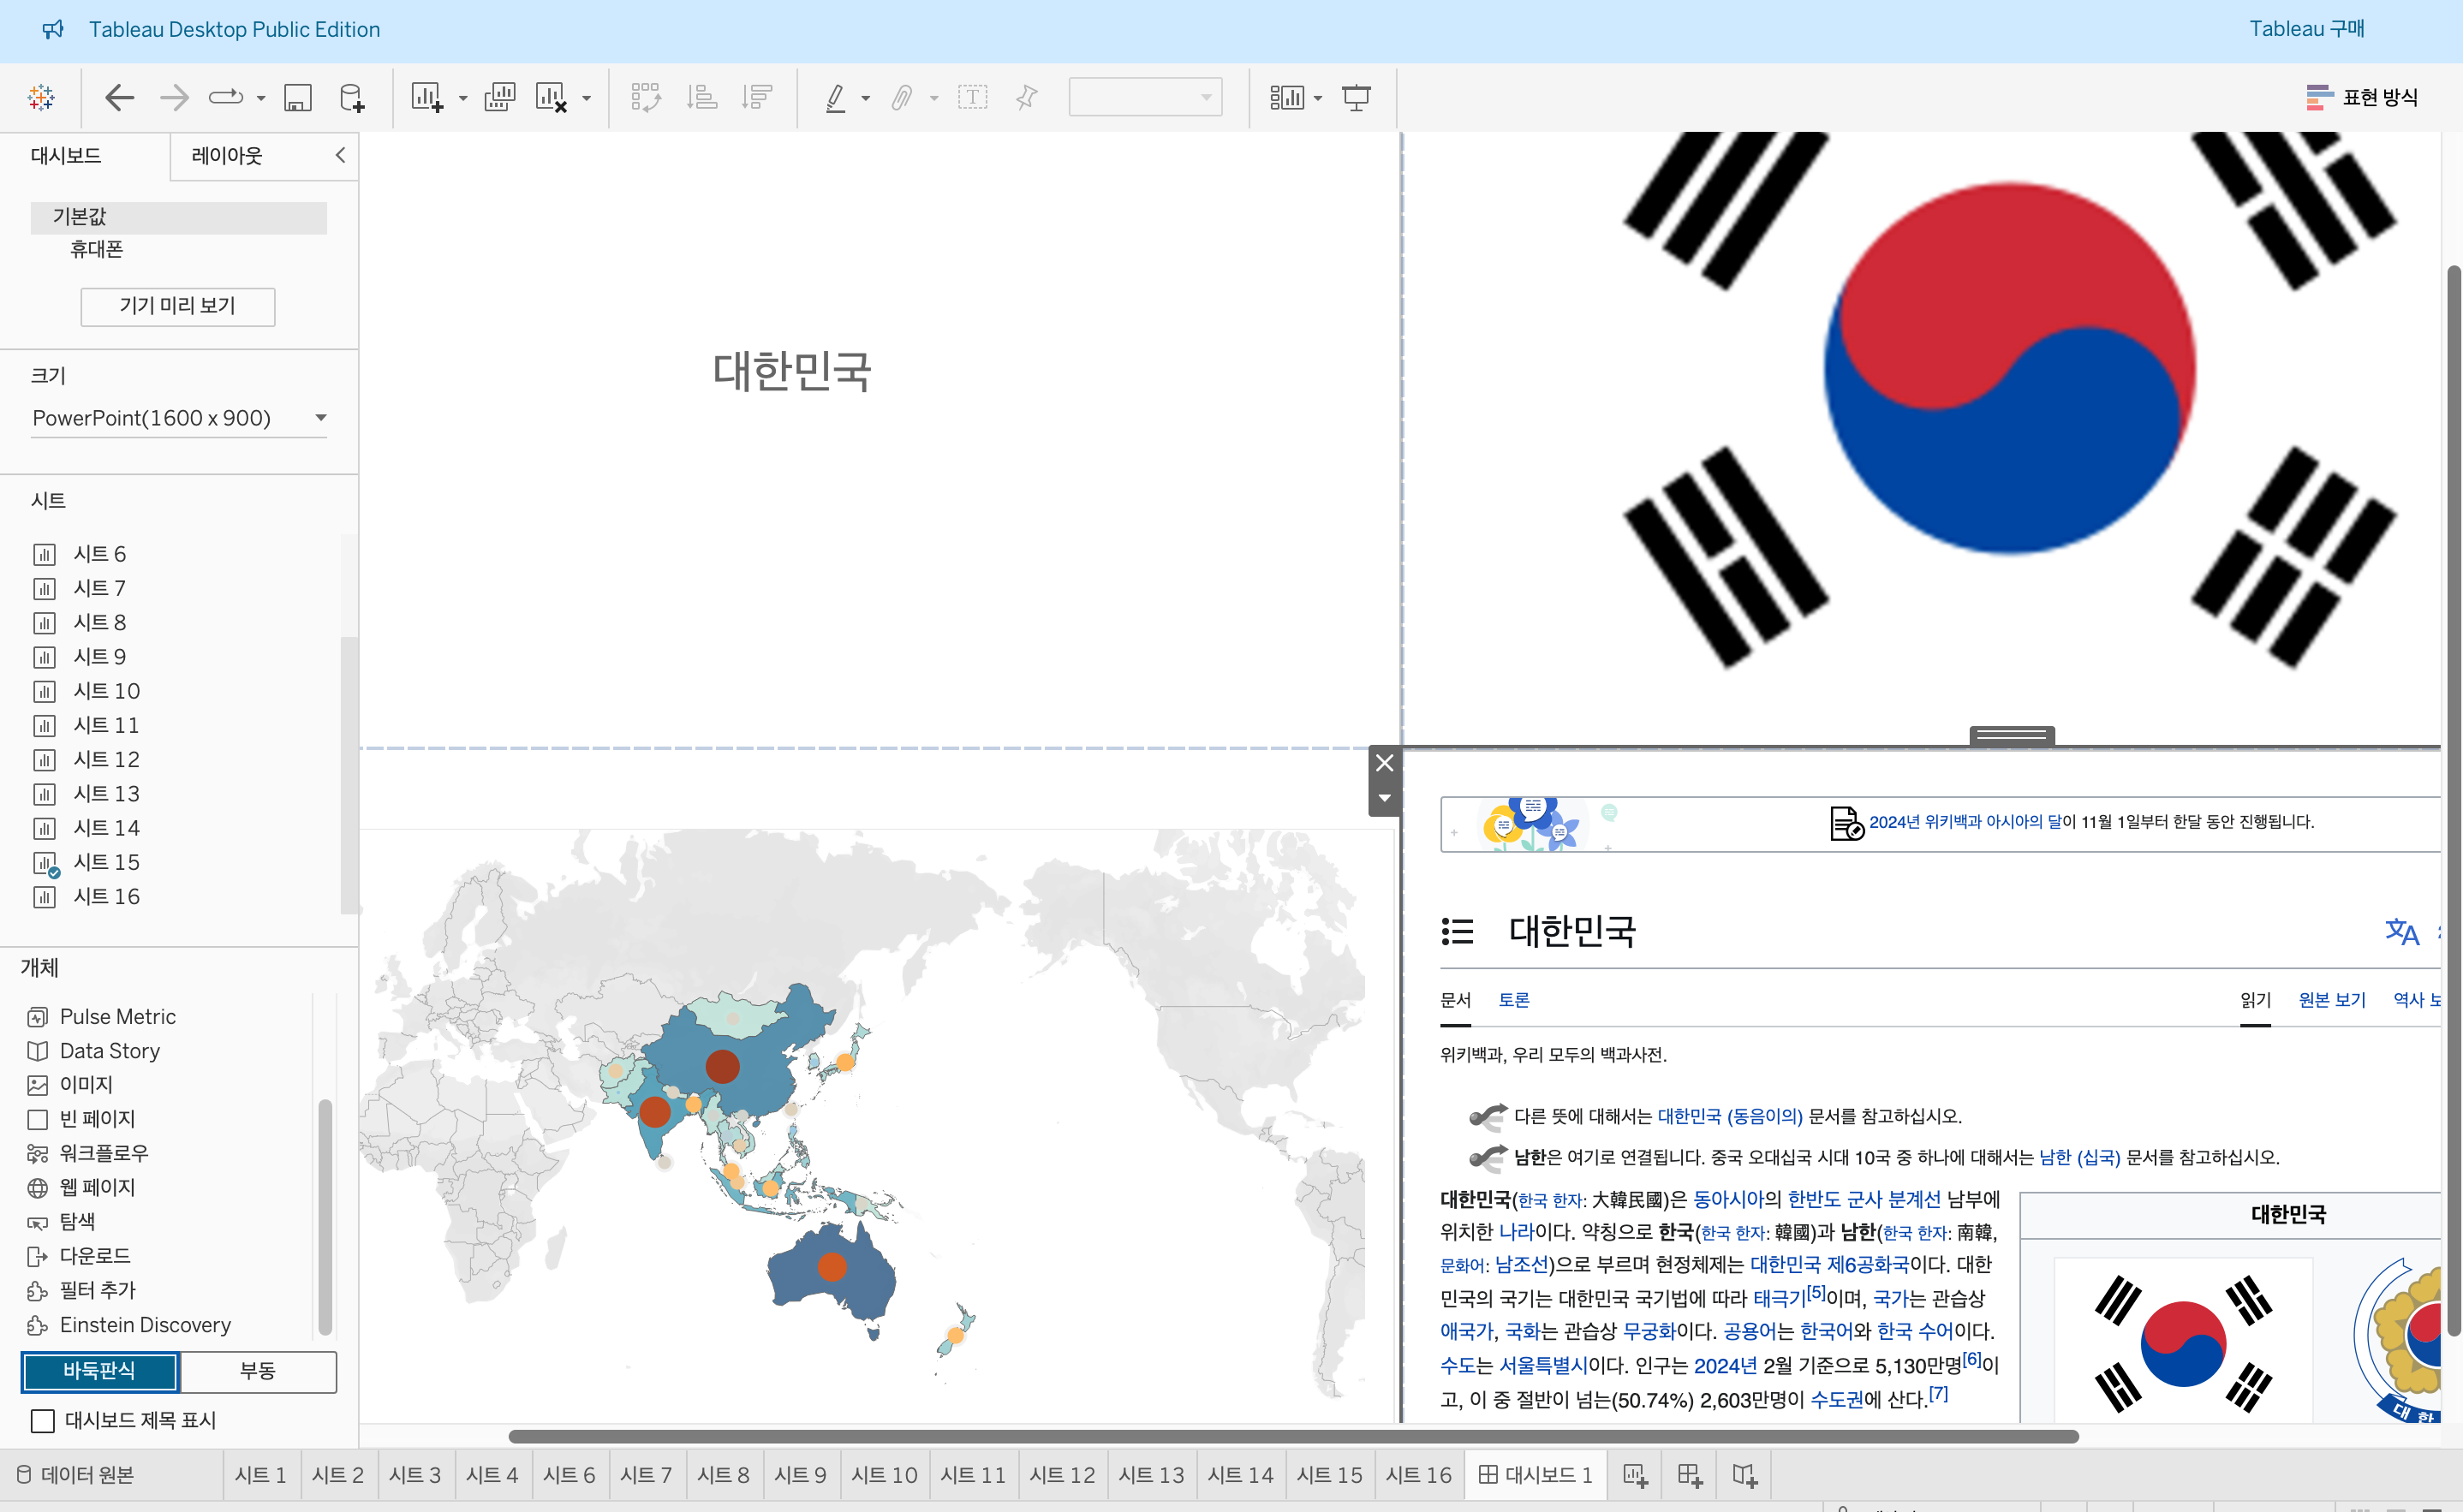 Tableau Desktop Public Edition
Tableau 구매
표현 방식
대시보드
레이아웃
기본값
휴대폰
기기 미리 보기
크기
PowerPoint(1600 x 900)
시트
시트 6
시트 7
시트 8
시트 9
시트 10
시트 11
시트 12
시트 13
시트 14
시트 15
시트 16
개체
Pulse Metric
Data Story
이미지
빈 페이지
워크플로우
웹 페이지
탐색
다운로드
필터 추가
Einstein Discovery
바둑판식
부동
대시보드 제목 표시
대한민국
2024년 위키백과 아시아의 달이 11월 1일부터 한달 동안 진행됩니다.
대한민국
문서
토론
읽기
원본 보기
역사
위키백과, 우리 모두의 백과사전.
다른 뜻에 대해서는 대한민국 (동음이의) 문서를 참고하십시오.
남한은 여기로 연결됩니다. 중국 오대십국 시대 10국 중 하나에 대해서는 남한 (십국) 문서를 참고하십시오.
대한민국(한국 한자: 大韓民國)은 동아시아의 한반도 군사 분계선 남부에
위치한 나라이다. 약칭으로 한국(한국 한자: 韓國)과 남한(한국 한자: 南韓,
문화어: 남조선)으로 부르며 현정체제는 대한민국 제6공화국이다. 대한
민국의 국기는 대한민국 국기법에 따라 태극기[5]이며, 국가는 관습상
애국가, 국화는 관습상 무궁화이다. 공용어는 한국어와 한국 수어이다.
수도는 서울특별시이다. 인구는 2024년 2월 기준으로 5,130만명[6]이
고, 이 중 절반이 넘는(50.74%) 2,603만명이 수도권에 산다.[7]
대한민국
대한
데이터 원본
시트 1
시트 2
시트 3
시트 4
시트 6
시트 7
시트 8
시트 9
시트 10
시트 11
시트 12
시트 13
시트 14
시트 15
시트 16
대시보드 1